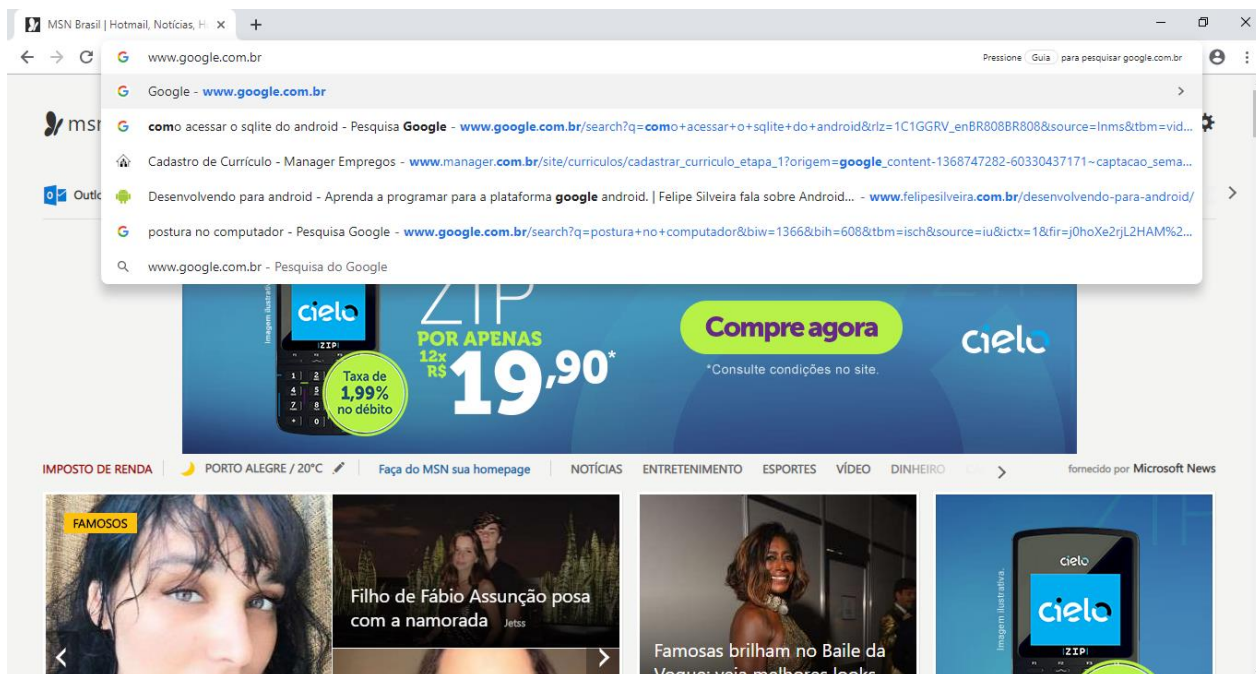 MSN Brasil | Hotmail, Notícias, H
www.google.com.br
Pressione Guia para pesquisar google.com.br
Google - www.google.com.br
como acessar o sqlite do android - Pesquisa Google - www.google.com.br/search?q=como+acessar+o+sqlite+do+android&rlz=1C1GGRV_enBR808BR808&source=lnms&tbm=vid...
Cadastro de Currículo - Manager Empregos - www.manager.com.br/site/curriculos/cadastrar_curriculo_etapa_1?origem=google_content-1368747282-60330437171~captacao_sema...
Desenvolvendo para android - Aprenda a programar para a plataforma google android. | Felipe Silveira fala sobre Android... - www.felipesilveira.com.br/desenvolvendo-para-android/
postura no computador - Pesquisa Google - www.google.com.br/search?q=postura+no+computador&biw=1366&bih=608&tbm=isch&source=iu&ictx=1&fir=j0hoXe2rjL2HAM%2...
www.google.com.br - Pesquisa do Google
msn
Outlo
Imagem ilustrativa
cielo
ZIP
ZIP
POR APENAS
12x
R$ 19,90*
Taxa de
1,99%
no débito
Compre agora
*Consulte condições no site.
cielo
IMPOSTO DE RENDA
PORTO ALEGRE / 20°C
Faça do MSN sua homepage
NOTÍCIAS
ENTRETENIMENTO
ESPORTES
VÍDEO
DINHEIRO
fornecido por Microsoft News
FAMOSOS
Filho de Fábio Assunção posa
com a namorada Jetss
Famosas brilham no Baile da
Vogue; veja melhores looks
Imagem ilustrativa.
cielo
cielo
ZIP